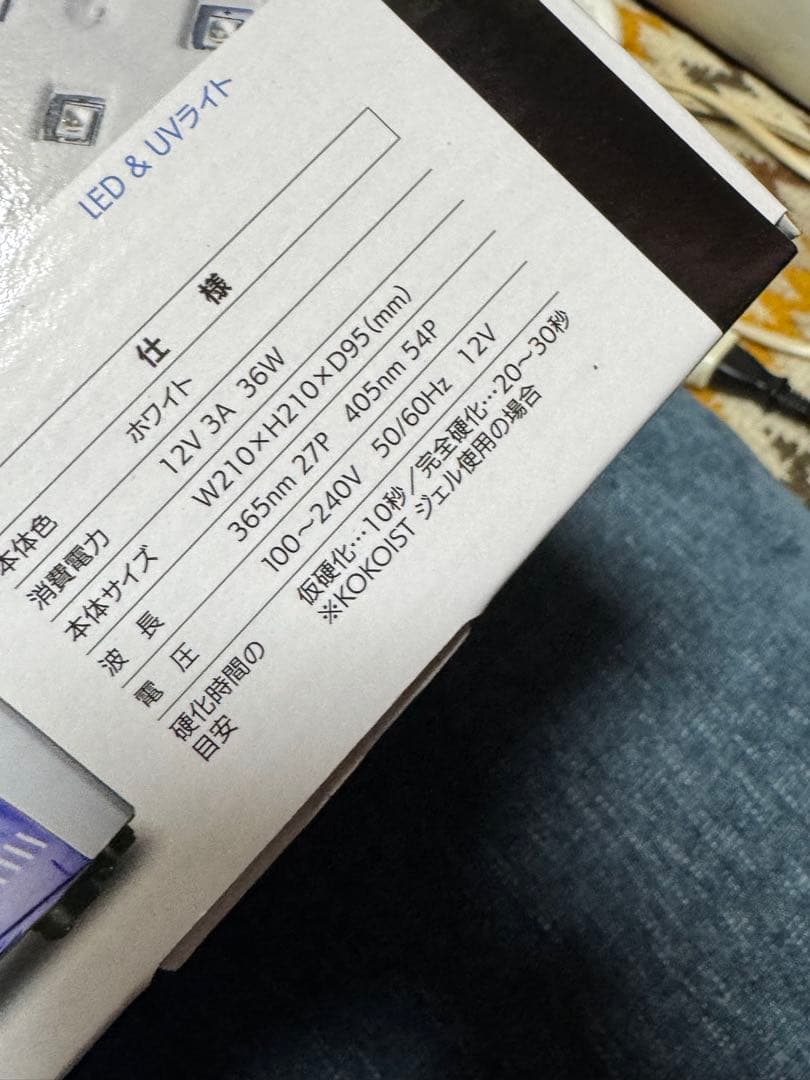 LED & UVライト
仕 様
本体色 ホワイト
消費電力 12V 3A 36W
本体サイズ W210×H210×D95(mm)
波 長 365nm 27P 405nm 54P
電 圧 100〜240V 50/60Hz 12V
硬化時間の 仮硬化…10秒／完全硬化…20〜30秒
目安 ※KOKOIST ジェル使用の場合